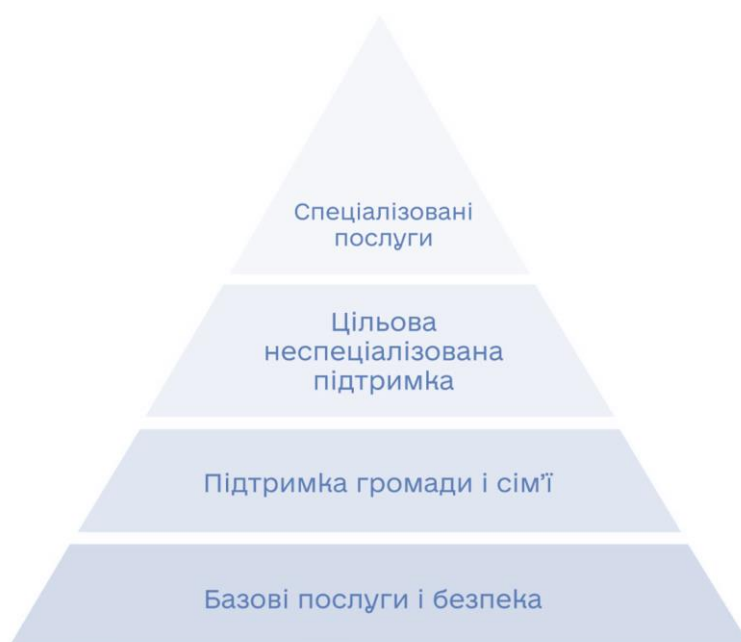 Спеціалізовані
послуги
Цільова
неспеціалізована
підтримка
Підтримка громади і сім’ї
Базові послуги і безпека